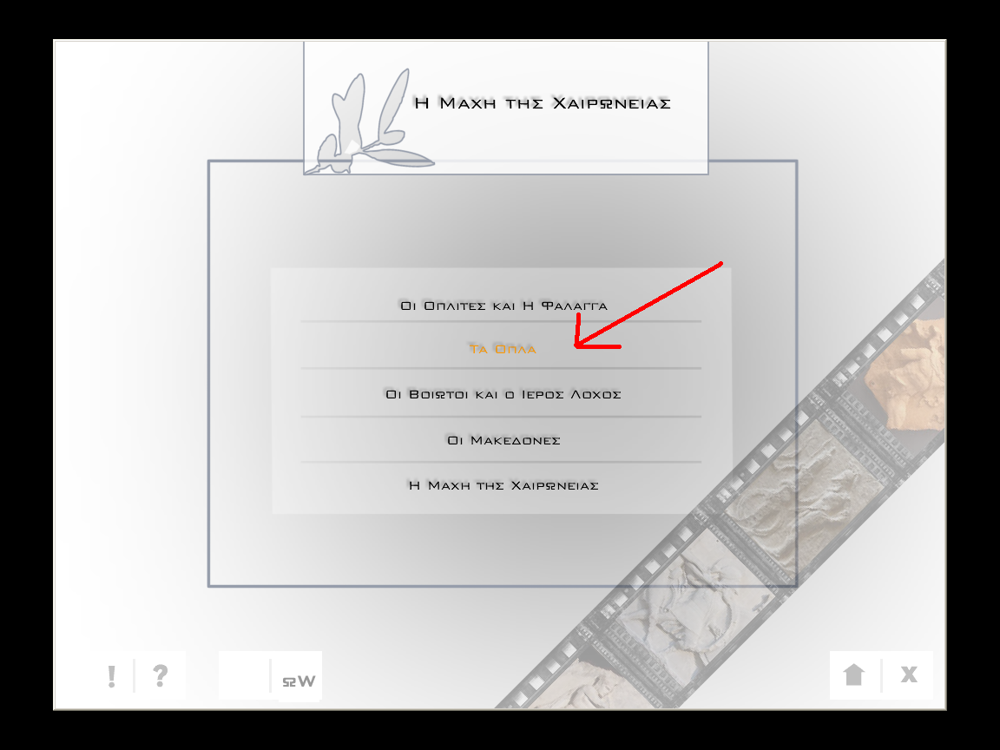 Η Μαχη της Χαιρωνειας
Οι Οπλιτες και Η Φαλαγγα
Τα Οπλα
Οι Βοιωτοι και ο Ιερος Λοχος
Οι Μακεδονες
Η Μαχη της Χαιρωνειας
! ? ΩW X